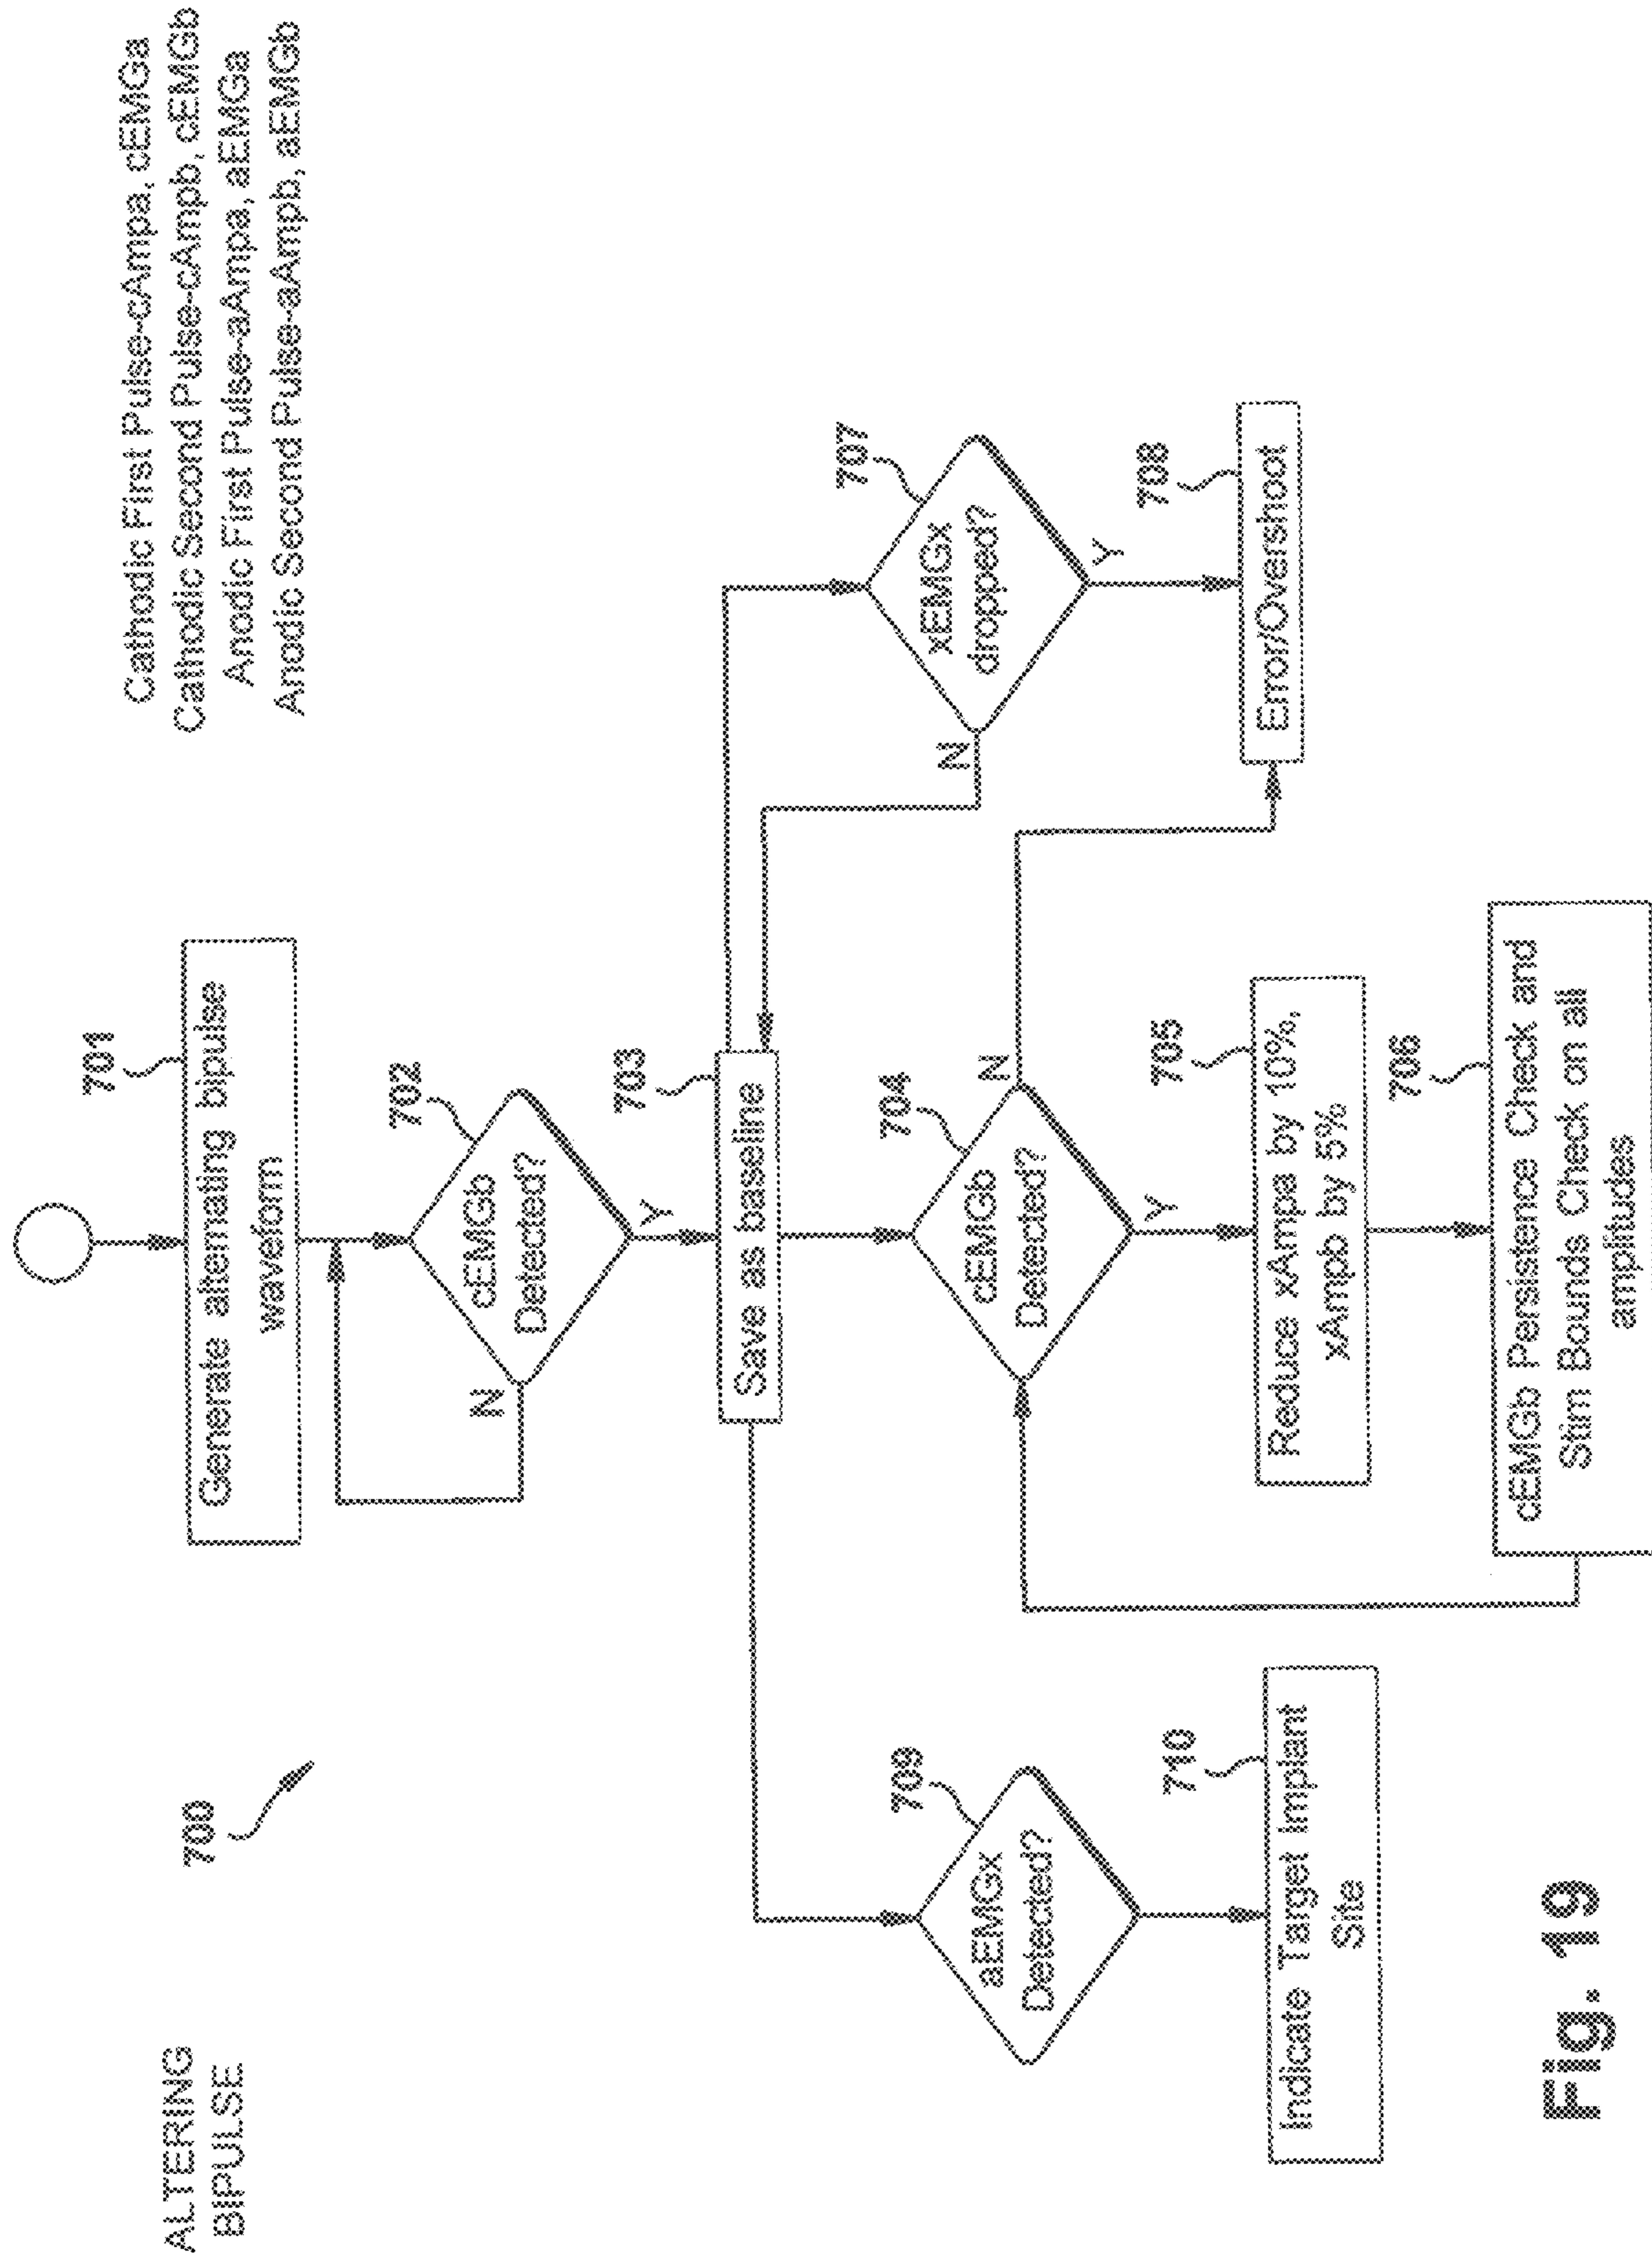 ALTERING
BIPULSE
700
Cathodic First Pulse-cAmpa, cEMGa
Cathodic Second Pulse-cAmpb, cEMGb
Anodic First Pulse-aAmpa, aEMGa
Anodic Second Pulse-aAmpb, aEMGb
701
Generate alternating bipulse
waveform
702
cEMGb
Detected?
N
Y
703
Save as baseline
709
aEMGx
Detected?
710
Indicate Target Implant
Site
704
cEMGb
Detected?
N
Y
705
Reduce xAmpa by 10%,
xAmpb by 5%
706
cEMGb Persistence Check and
Stim Bounds Check on all
amplitudes
707
xEMGx
dropped?
N
Y
708
Error/Overshoot
Fig. 19